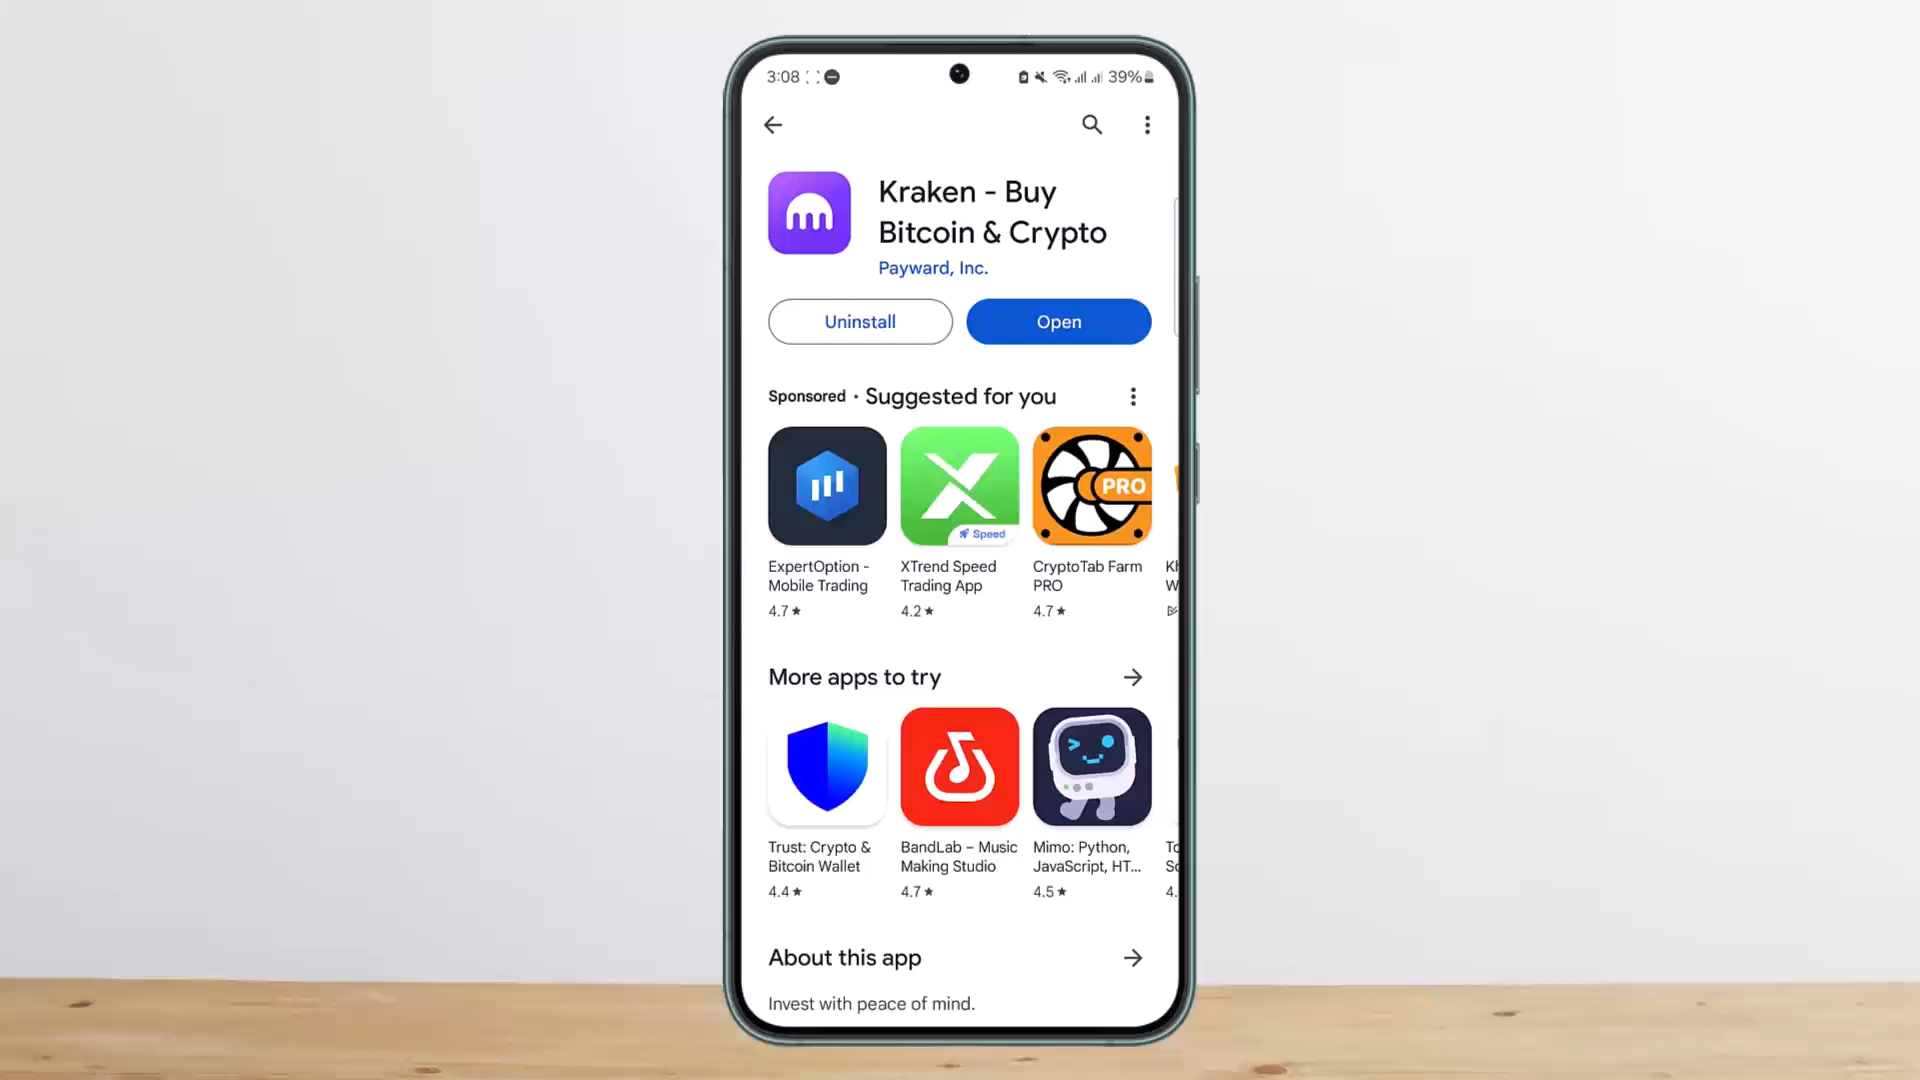 3:08
39%
Kraken - Buy
Bitcoin & Crypto
Payward, Inc.
Uninstall
Open
Sponsored • Suggested for you
PRO
Speed
ExpertOption -
Mobile Trading
4.7★
XTrend Speed
Trading App
4.2★
CryptoTab Farm
PRO
4.7★
More apps to try
Trust: Crypto &
Bitcoin Wallet
4.4★
BandLab – Music
Making Studio
4.7★
Mimo: Python,
JavaScript, HT...
4.5★
About this app
Invest with peace of mind.